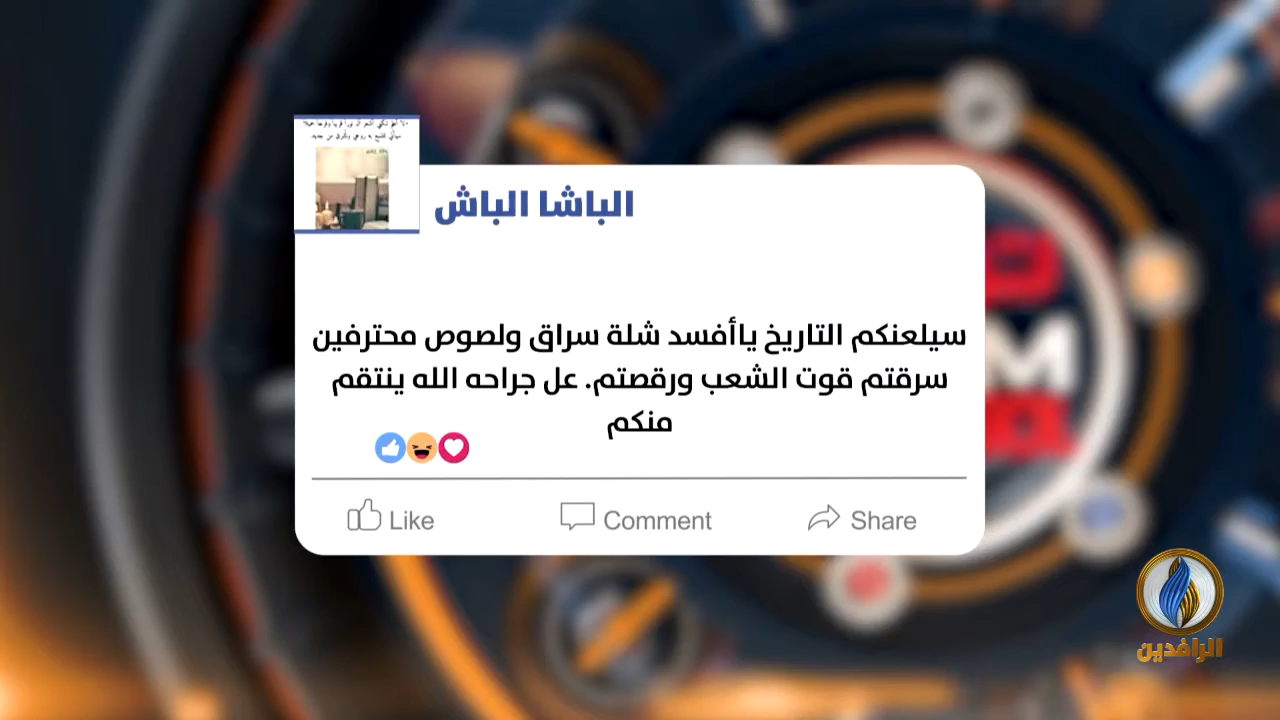 الباشا الباش
سيلعنكم التاريخ ياأفسد شلة سراق ولصوص محترفين
سرقتم قوت الشعب ورقصتم. عل جراحه الله ينتقم
منكم
Like
Comment
Share
الرافدين